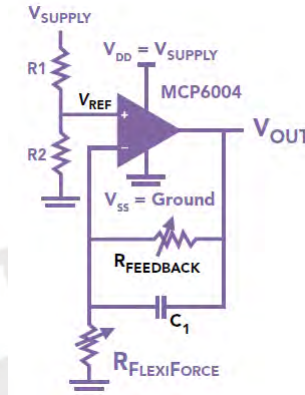 VSUPPLY
R1
VDD = VSUPPLY
MCP6004
VREF
+
VOUT
R2
−
VSS = Ground
RFEEDBACK
C1
RFLEXIFORCE